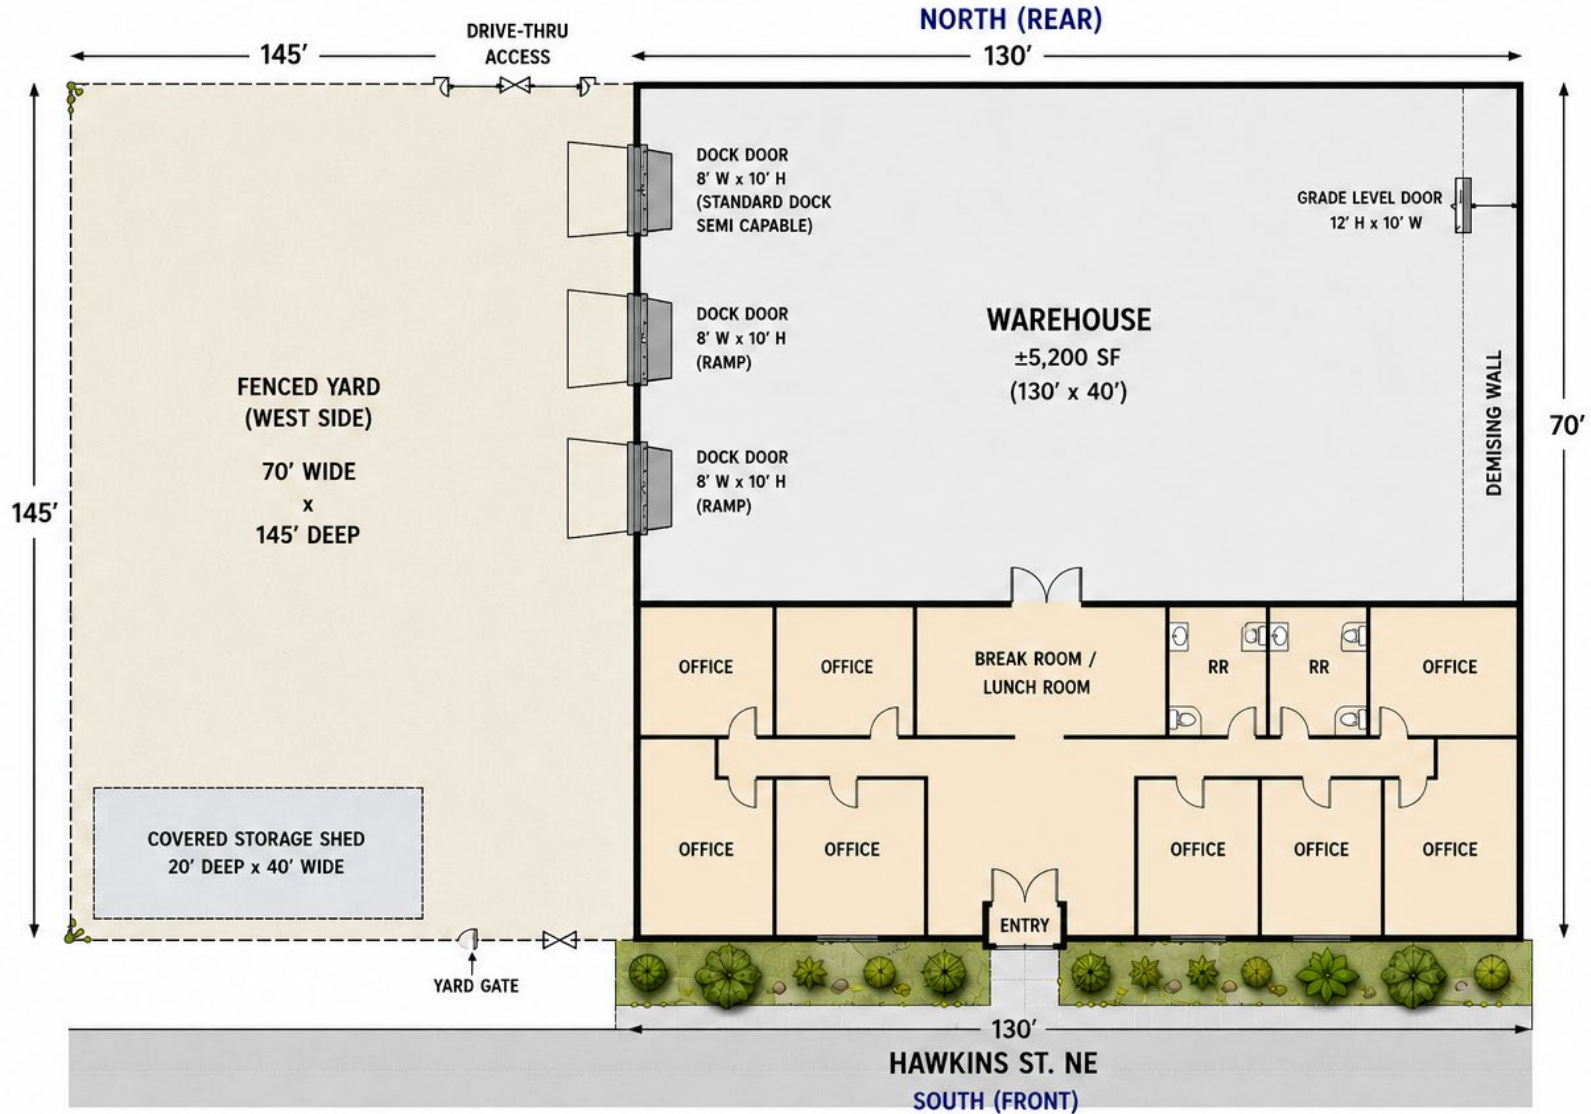 NORTH (REAR)
145'
DRIVE-THRU
ACCESS
130'
DOCK DOOR
8' W x 10' H
(STANDARD DOCK
SEMI CAPABLE)
GRADE LEVEL DOOR
12' H x 10' W
DOCK DOOR
8' W x 10' H
(RAMP)
WAREHOUSE
±5,200 SF
(130' x 40')
DEMISING WALL
70'
FENCED YARD
(WEST SIDE)
70' WIDE
x
145' DEEP
145'
DOCK DOOR
8' W x 10' H
(RAMP)
OFFICE
OFFICE
BREAK ROOM /
LUNCH ROOM
RR
RR
OFFICE
COVERED STORAGE SHED
20' DEEP x 40' WIDE
OFFICE
OFFICE
OFFICE
OFFICE
OFFICE
ENTRY
YARD GATE
130'
HAWKINS ST. NE
SOUTH (FRONT)